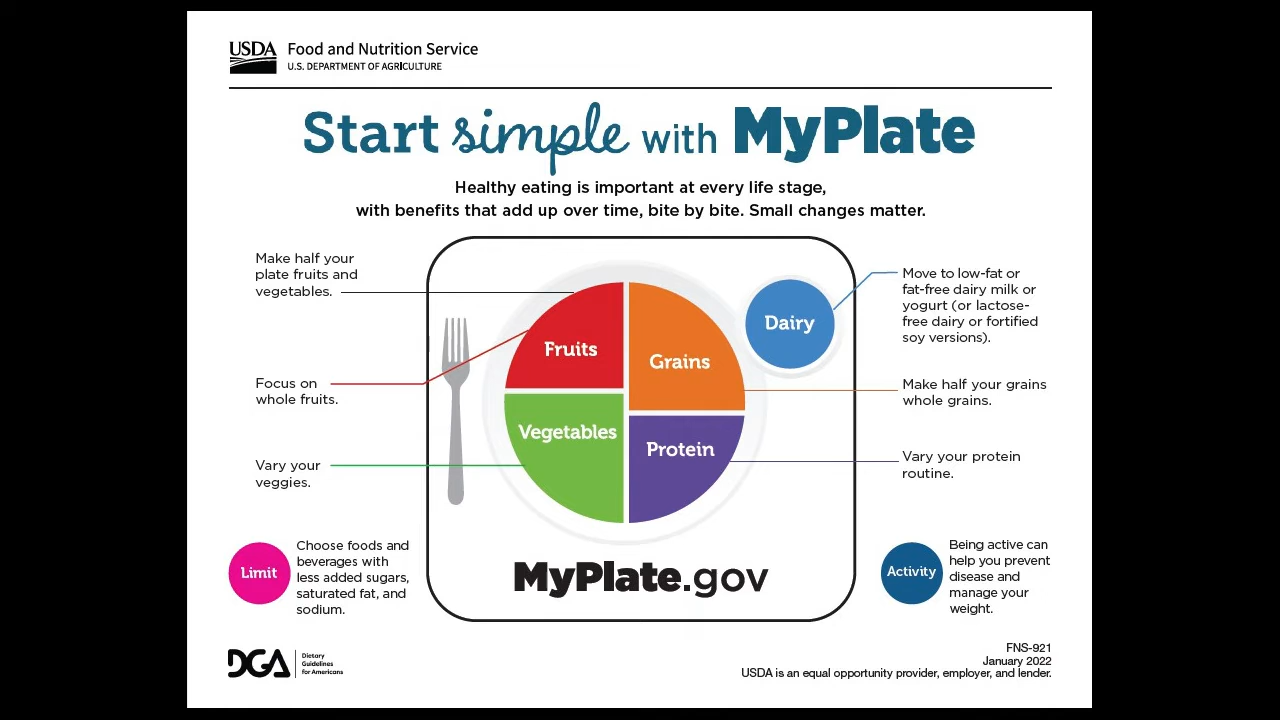 USDA Food and Nutrition Service
U.S. DEPARTMENT OF AGRICULTURE
Start simple with MyPlate
Healthy eating is important at every life stage,
with benefits that add up over time, bite by bite. Small changes matter.
Make half your
plate fruits and
vegetables.
Focus on
whole fruits.
Vary your
veggies.
Fruits
Grains
Vegetables
Protein
Dairy
Move to low-fat or
fat-free dairy milk or
yogurt (or lactose-
free dairy or fortified
soy versions).
Make half your grains
whole grains.
Vary your protein
routine.
MyPlate.gov
Limit
Choose foods and
beverages with
less added sugars,
saturated fat, and
sodium.
Activity
Being active can
help you prevent
disease and
manage your
weight.
DGA
Dietary
Guidelines
for Americans
FNS-921
January 2022
USDA is an equal opportunity provider, employer, and lender.